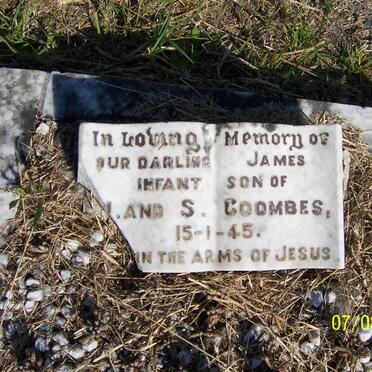 In Loving Memory of
OUR DARLING JAMES
INFANT SON OF
. AND S. COOMBES,
15-1-45.
IN THE ARMS OF JESUS
07/0